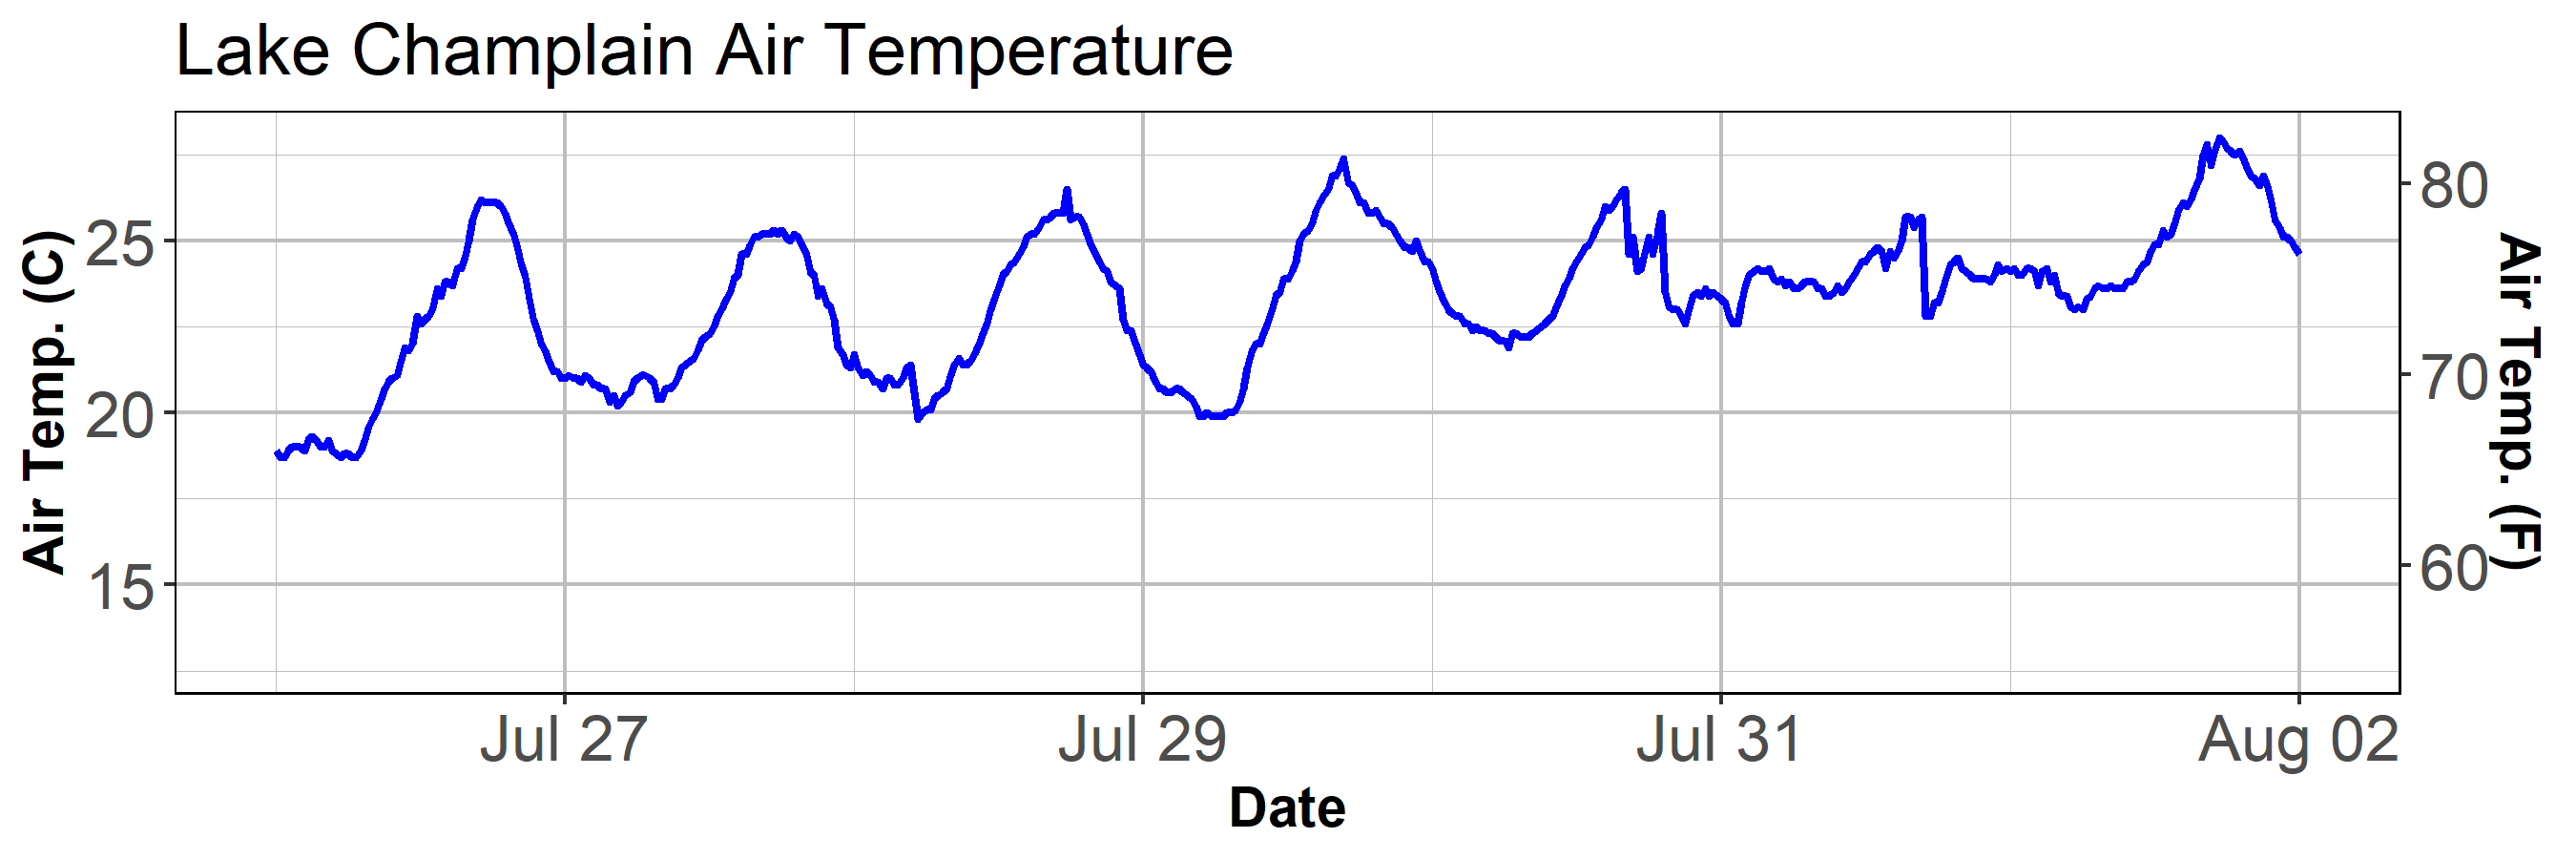 Lake Champlain Air Temperature
Air Temp. (C)
25
20
15
80
70
60
Air Temp. (F)
Jul 27
Jul 29
Jul 31
Aug 02
Date